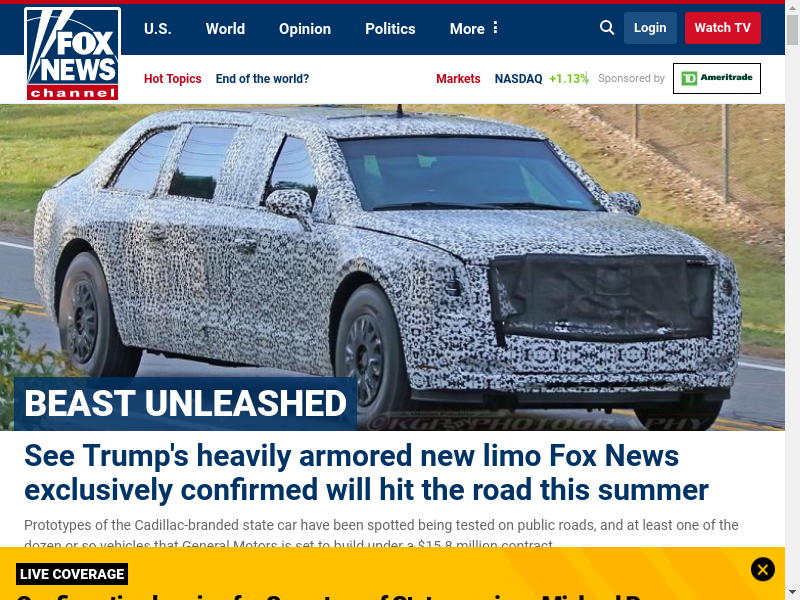 FOX
NEWS
channel
U.S. World Opinion Politics More Login Watch TV
Hot Topics End of the world? Markets NASDAQ +1.13% Sponsored by TD Ameritrade
BEAST UNLEASHED
©KGP PHOTOGRAPHY
See Trump's heavily armored new limo Fox News
exclusively confirmed will hit the road this summer
Prototypes of the Cadillac-branded state car have been spotted being tested on public roads, and at least one of the
dozen or so vehicles that General Motors is set to build under a $15.8 million contract
LIVE COVERAGE